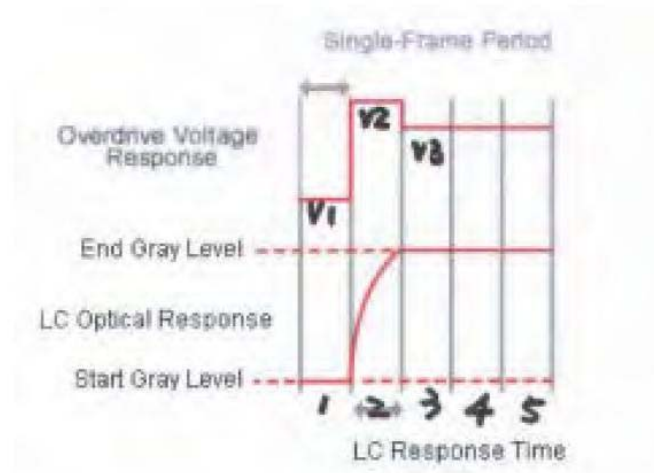 Single-Frame Period
V2
Overdrive Voltage
Response
V3
V1
End Gray Level
LC Optical Response
Start Gray Level
1 2 3 4 5
LC Response Time